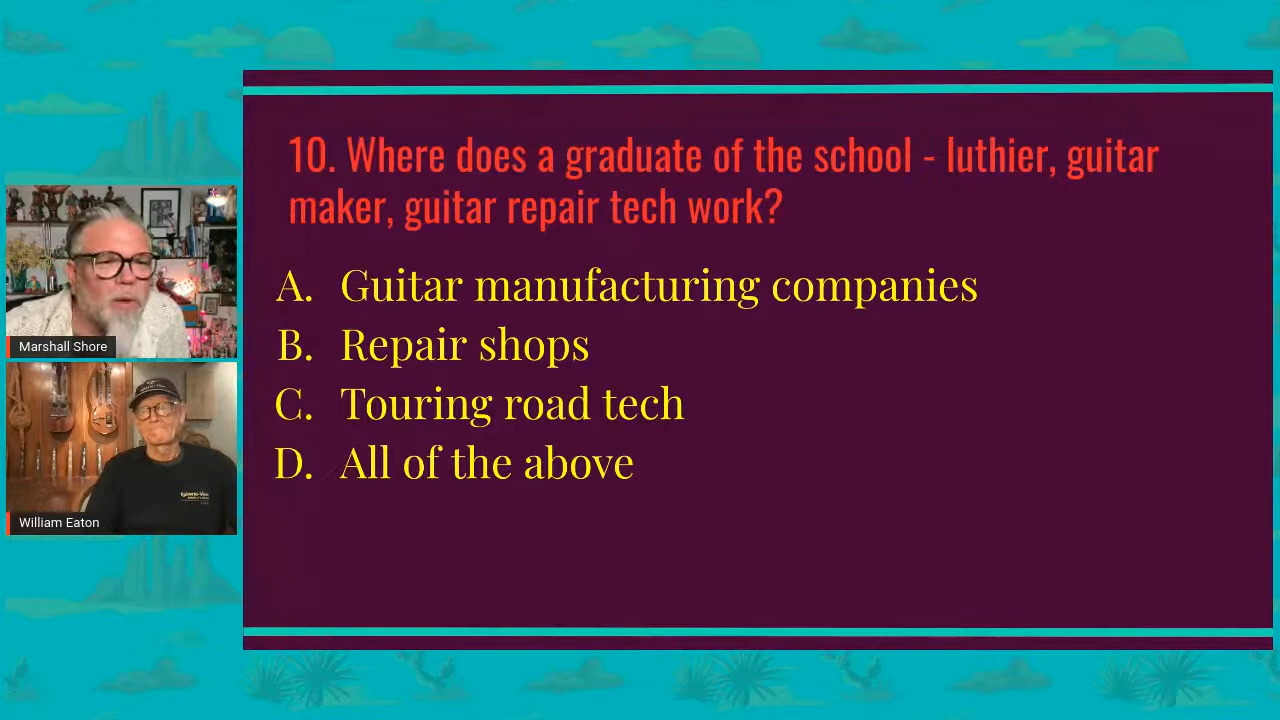 10. Where does a graduate of the school - luthier, guitar
maker, guitar repair tech work?
A. Guitar manufacturing companies
B. Repair shops
C. Touring road tech
D. All of the above
Marshall Shore
William Eaton